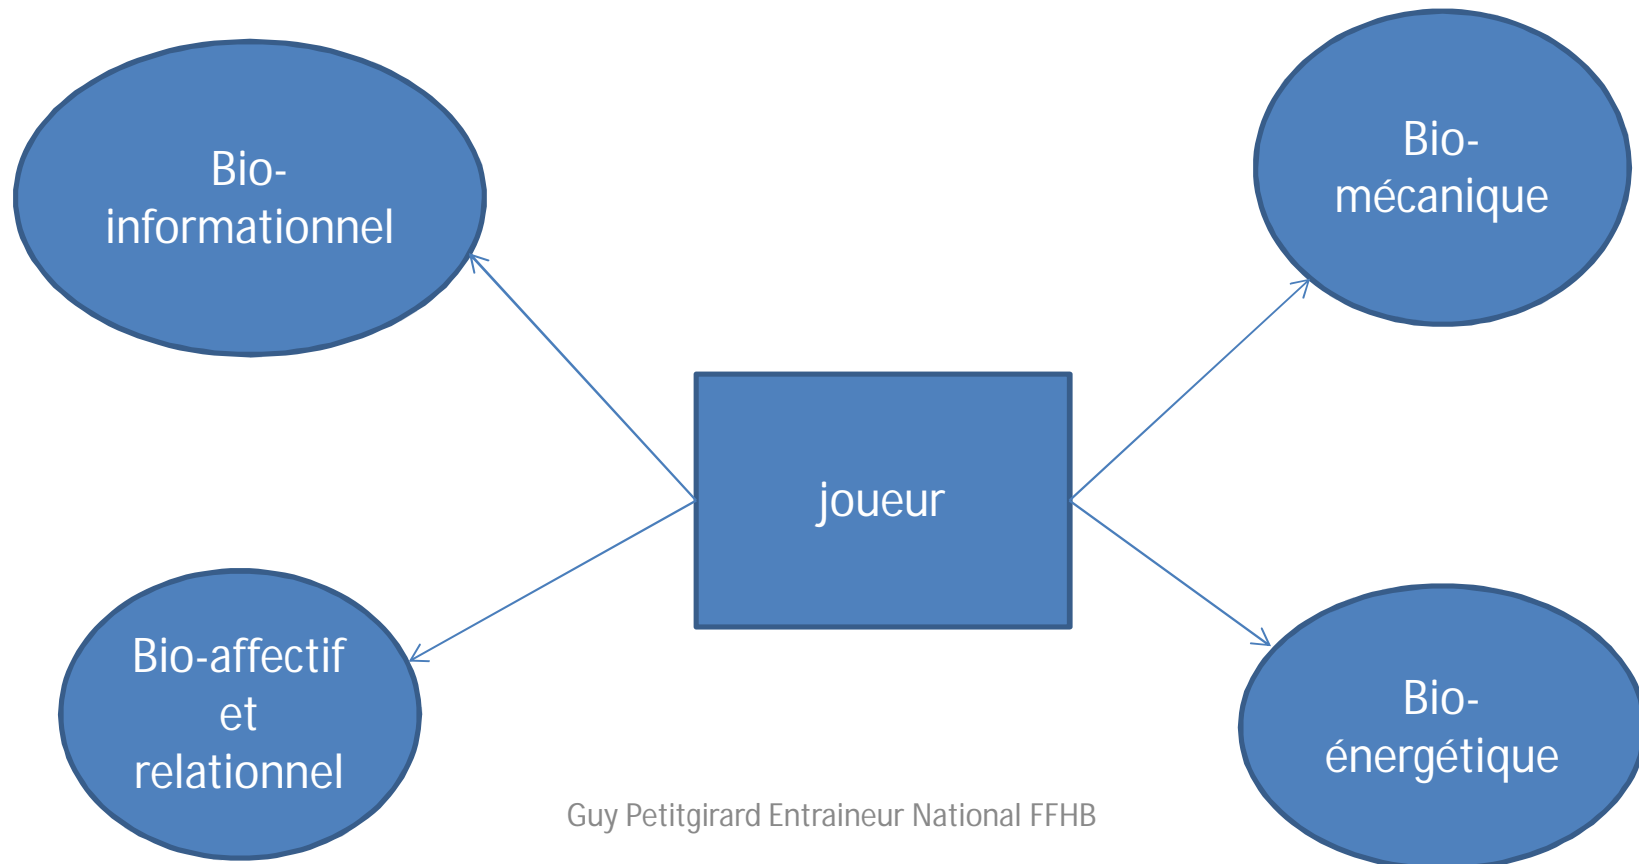 Bio-
informationnel
Bio-
mécanique
joueur
Bio-affectif
et
relationnel
Bio-
énergétique
Guy Petitgirard Entraineur National FFHB